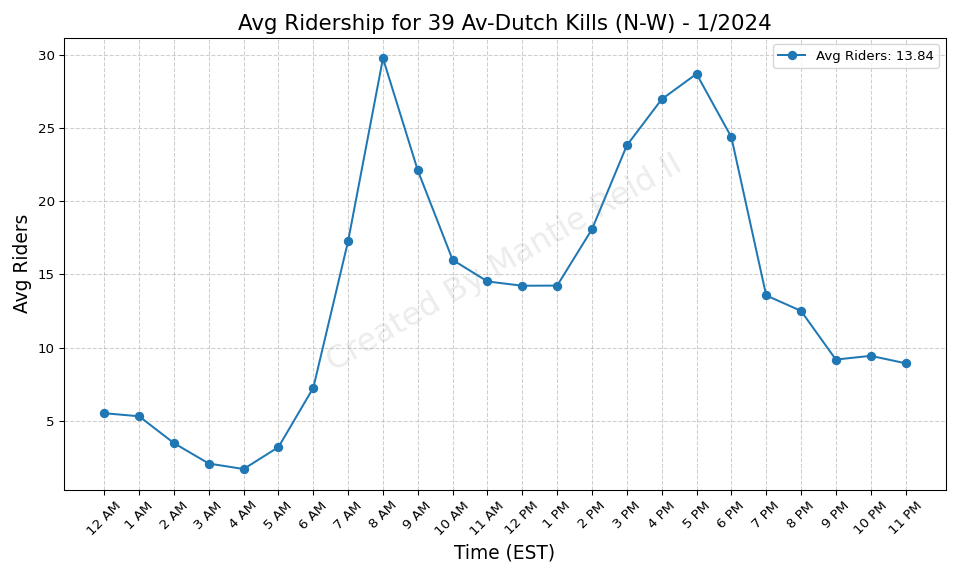 Avg Ridership for 39 Av-Dutch Kills (N-W) - 1/2024
Avg Riders: 13.84
30
25
20
15
10
5
Avg Riders
Created By Mantie Reid II
12 AM
1 AM
2 AM
3 AM
4 AM
5 AM
6 AM
7 AM
8 AM
9 AM
10 AM
11 AM
12 PM
1 PM
2 PM
3 PM
4 PM
5 PM
6 PM
7 PM
8 PM
9 PM
10 PM
11 PM
Time (EST)